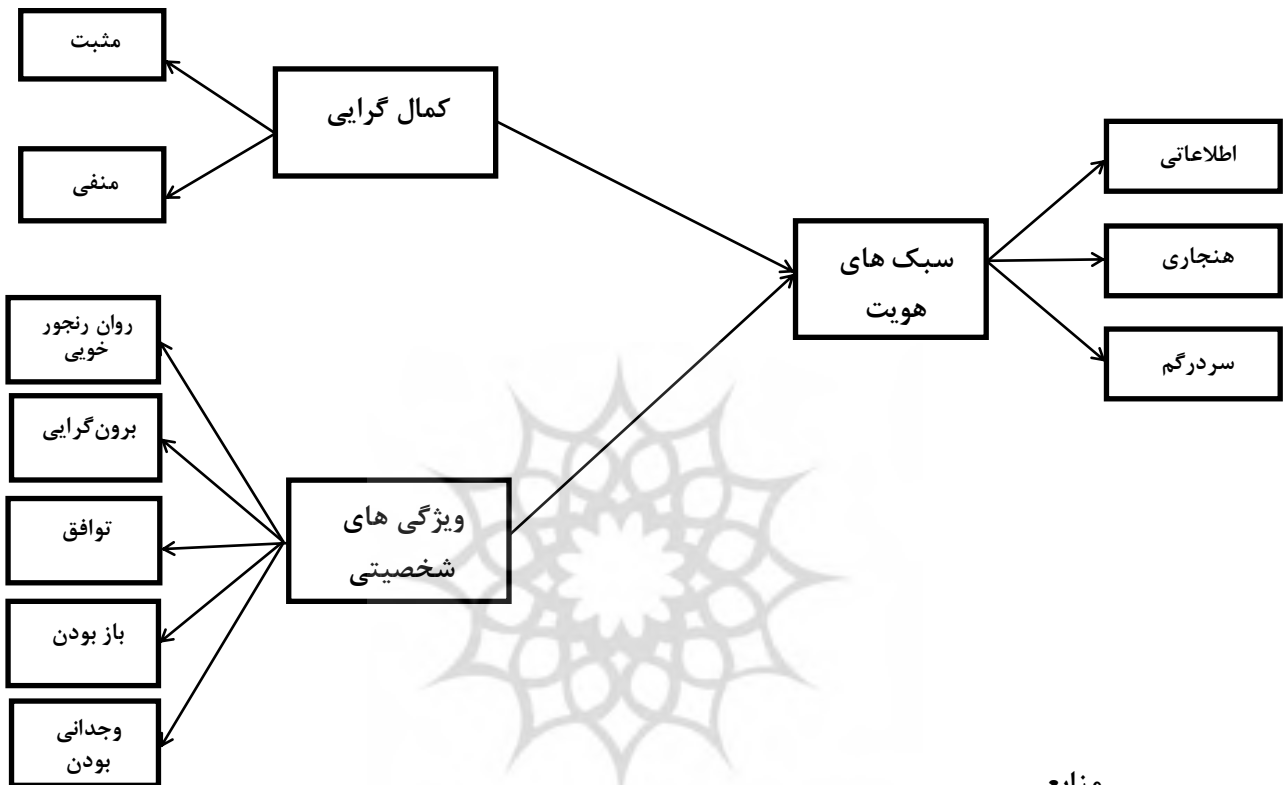 مثبت
منفی
کمال گرایی
اطلاعاتی
هنجاری
سردرگم
سبک های
هویت
روان رنجور
خویی
برون‌گرایی
توافق
باز بودن
وجدانی
بودن
ویژگی های
شخصیتی
منابع